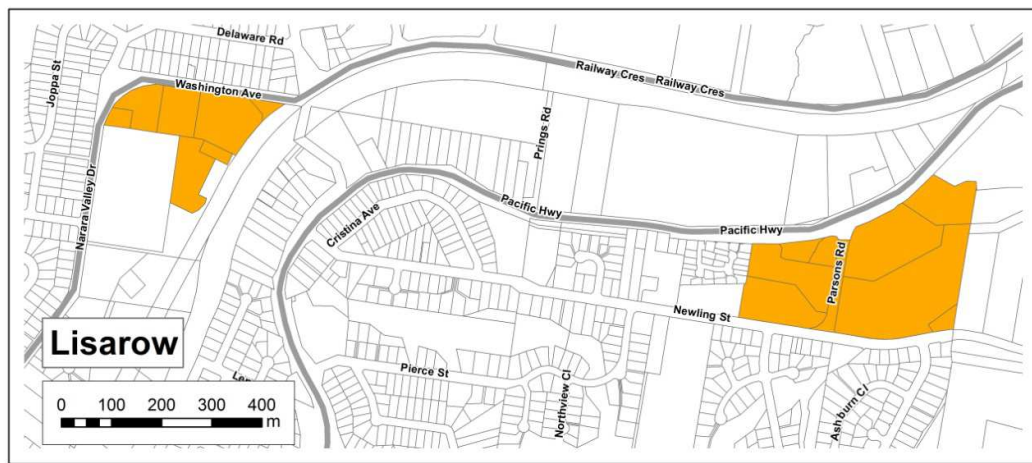 Delaware Rd
Joppa St
Washington Ave
Railway Cres
Railway Cres
Prings Rd
Narara Valley Dr
Cristina Ave
Pacific Hwy
Pacific Hwy
Parsons Rd
Newling St
Lisarow
Pierce St
Northview Cl
Ashburn Cl
0 100 200 300 400
m